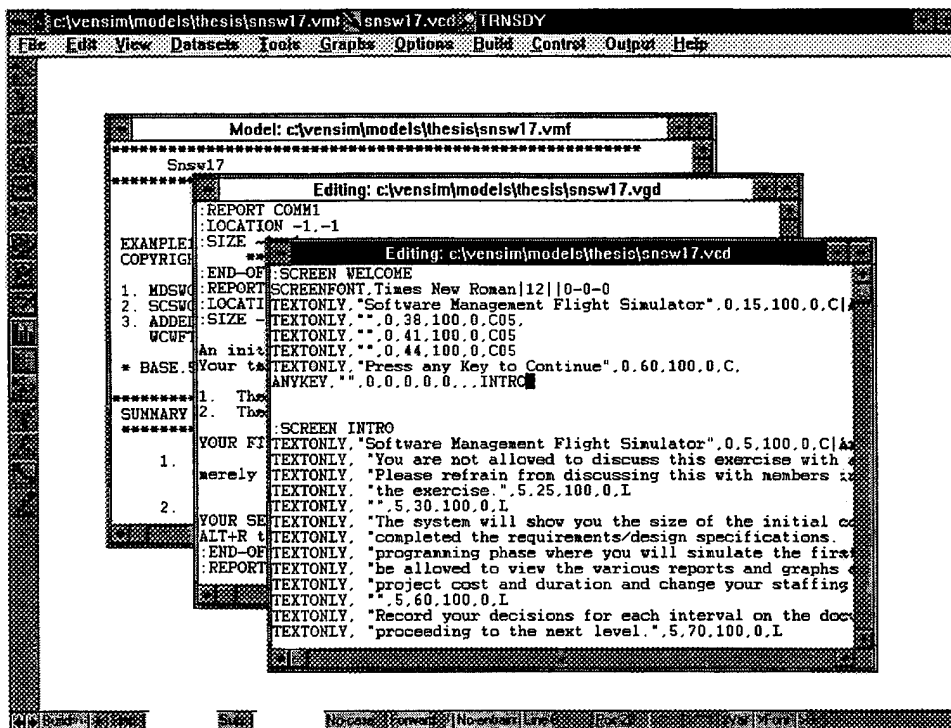 c:\vensim\models\thesis\snsw17.vmf snsw17.vcd TRNSDY
File Edit View Datasets Tools Graphs Options Build Control Output Help
Model: c:\vensim\models\thesis\snsw17.vmf
Snsw17
EXAMPLE
COPYRIGH
1. MDSWC
2. SCSWC
3. ADDED
WCWFT
* BASE.S
SUMMARY
1.
2.
Editing: c:\vensim\models\thesis\snsw17.vgd
:REPORT COMM1
:LOCATION -1,-1
:SIZE -
:END-OF
:REPORT
:LOCATI
:SIZE -
An init
Your ta
1. The
2. The
YOUR FI
merely
YOUR SE
ALT+R t
:END-OF
:REPORT
Editing: c:\vensim\models\thesis\snsw17.vcd
:SCREEN WELCOME
SCREENFONT,Times New Roman|12||0-0-0
TEXTONLY,"Software Management Flight Simulator",0,15,100,0,C|
TEXTONLY,"",0,38,100,0,C05,
TEXTONLY,"",0,41,100,0,C05
TEXTONLY,"",0,44,100,0,C05
TEXTONLY,"Press any Key to Continue",0,60,100,0,C,
ANYKEY,"",0,0,0,0,0,,,INTRO
:SCREEN INTRO
TEXTONLY,"Software Management Flight Simulator",0,5,100,0,C|
TEXTONLY, "You are not allowed to discuss this exercise with
TEXTONLY, "Please refrain from discussing this with members
TEXTONLY, "the exercise.",5,25,100,0,L
TEXTONLY, "",5,30,100,0,L
TEXTONLY, "The system will show you the size of the initial
TEXTONLY, "completed the requirements/design specifications.
TEXTONLY, "programming phase where you will simulate the first
TEXTONLY, "be allowed to view the various reports and graphs
TEXTONLY, "project cost and duration and change your staffing
TEXTONLY, "",5,60,100,0,L
TEXTONLY, "Record your decisions for each interval on the
TEXTONLY, "proceeding to the next level.",5,70,100,0,L